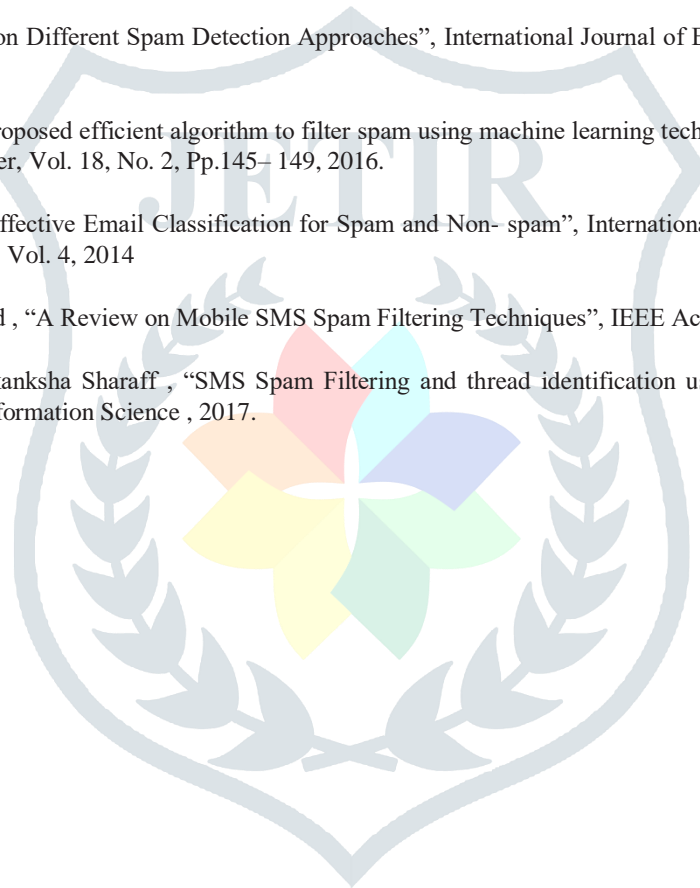 on Different Spam Detection Approaches”, International Journal of
roposed efficient algorithm to filter spam using machine learning
er, Vol. 18, No. 2, Pp.145– 149, 2016.
JETIR
ffective Email Classification for Spam and Non- spam”,
Vol. 4, 2014
d , “A Review on Mobile SMS Spam Filtering Techniques”, IEEE
anksha Sharaff , “SMS Spam Filtering and thread identification
formation Science , 2017.